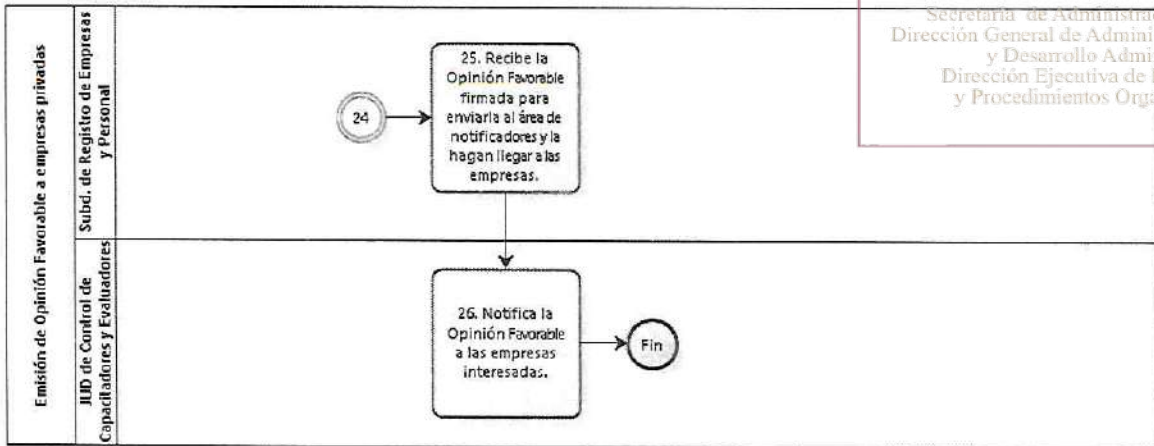 Secretaría de Administra
Dirección General de Admini
y Desarrollo Admi
Dirección Ejecutiva de
y Procedimientos Orga
Emisión de Opinión Favorable a empresas privadas
Subd. de Registro de Empresas
y Personal
24
25. Recibe la
Opinión Favorable
firmada para
enviarla al área de
notificadores y la
hagan llegar a las
empresas.
JUD de Control de
Capacitadores y Evaluadores
26. Notifica la
Opinión Favorable
a las empresas
interesadas.
Fin